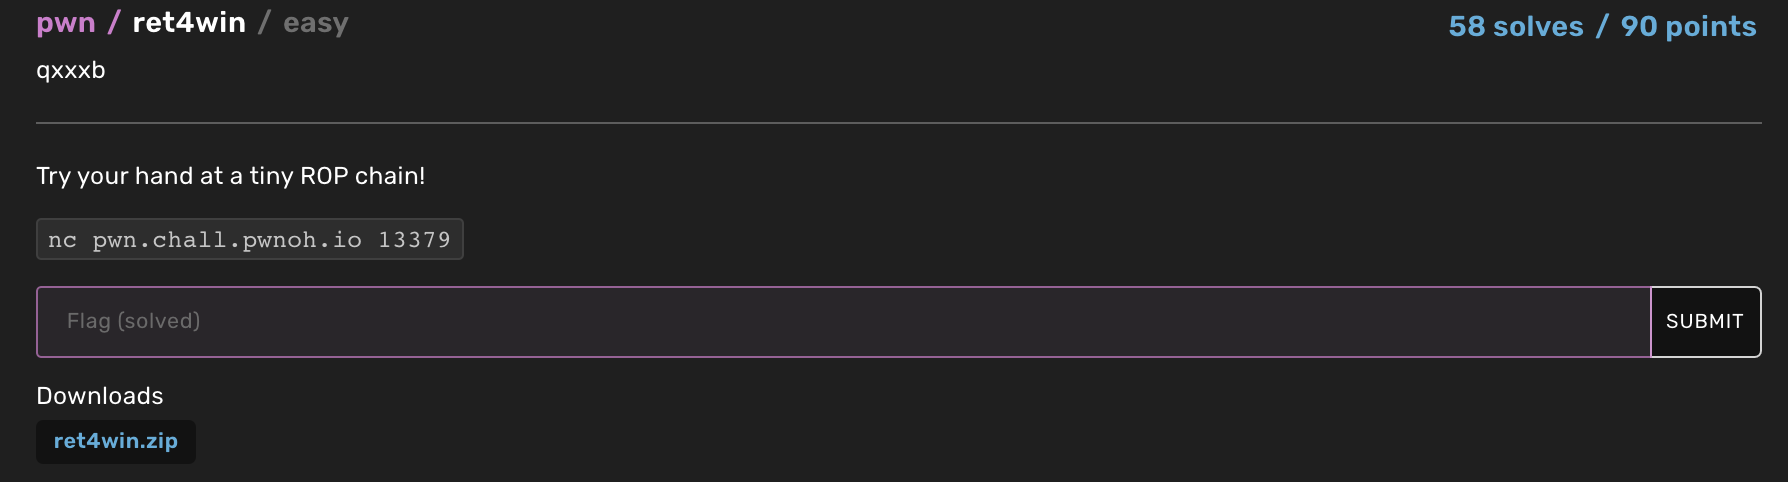 pwn / ret4win / easy
58 solves / 90 points
qxxxb
Try your hand at a tiny ROP chain!
nc pwn.chall.pwnoh.io 13379
Flag (solved)
SUBMIT
Downloads
ret4win.zip